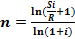 n = ln(Si/R + 1) / ln(1 + i)